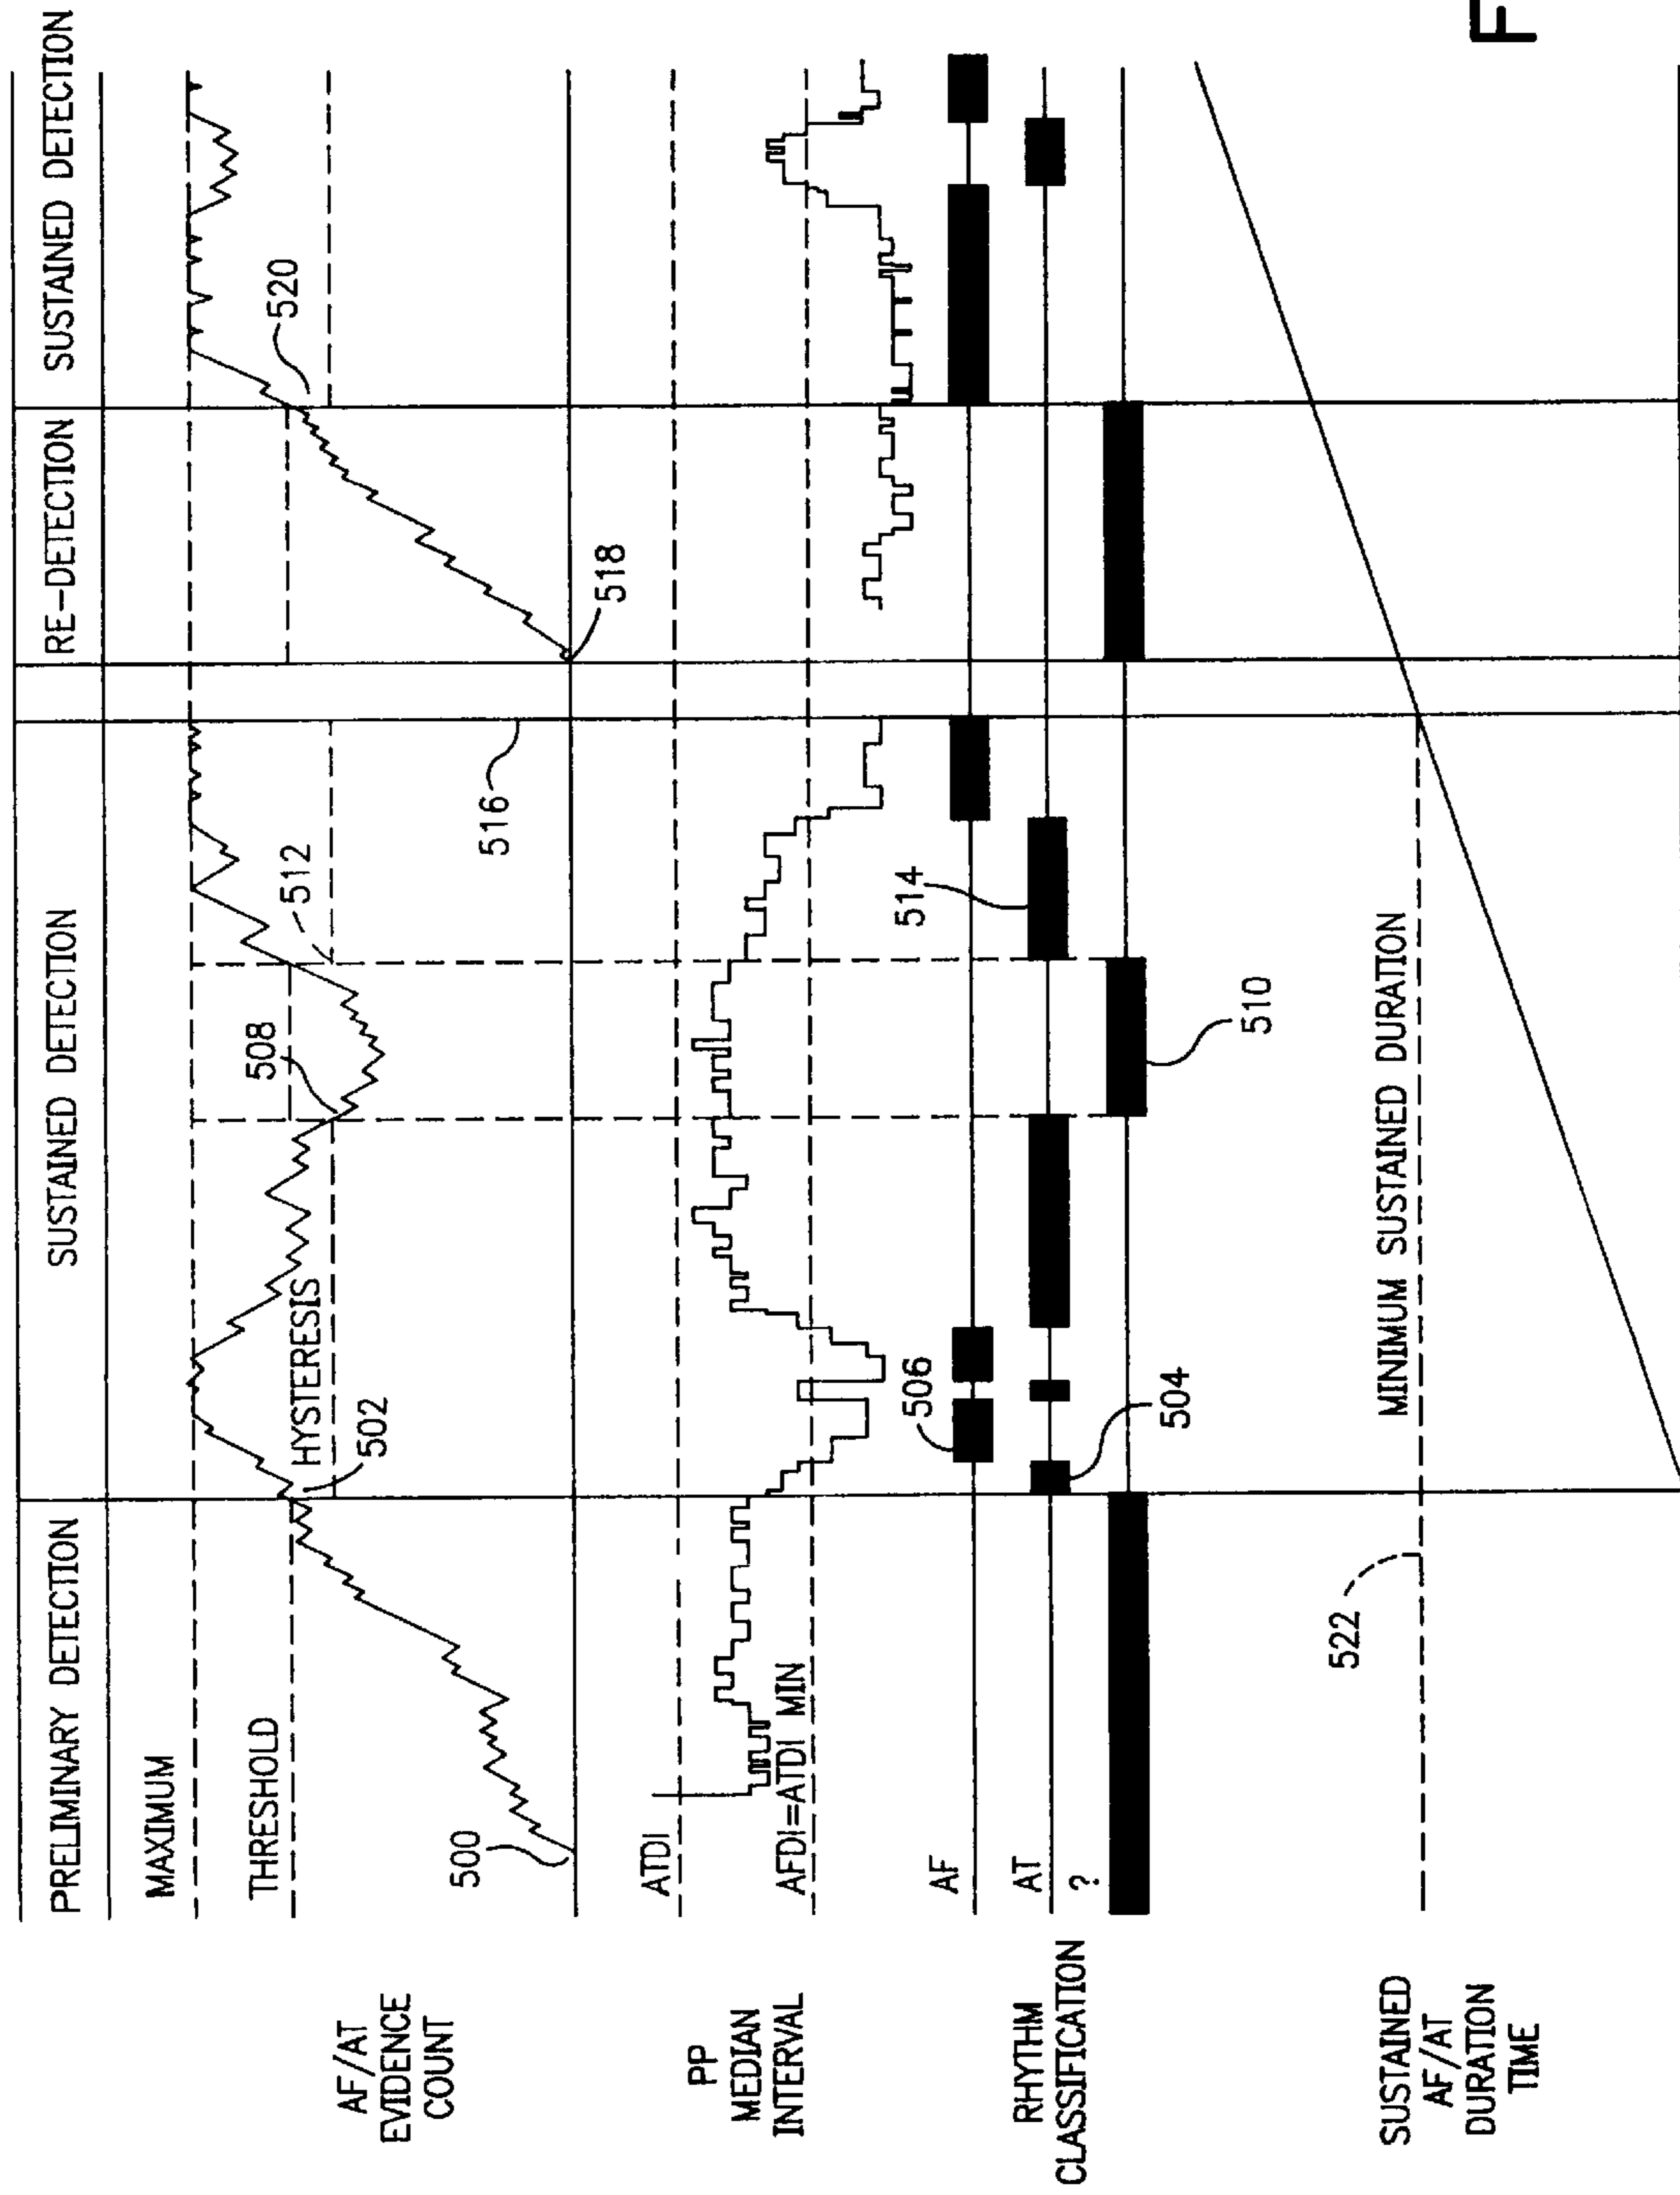 PRELIMINARY DETECTION
SUSTAINED DETECTION
RE-DETECTION
SUSTAINED DETECTION
AF/AT
EVIDENCE
COUNT
MAXIMUM
THRESHOLD
HYSTERESIS
500
502
508
512
516
518
520
PP
MEDIAN
INTERVAL
ATDI
AFDI=ATDI MIN
RHYTHM
CLASSIFICATION
AF
AT
?
506
504
514
510
SUSTAINED
AF/AT
DURATION
TIME
522
MINIMUM SUSTAINED DURATION
F